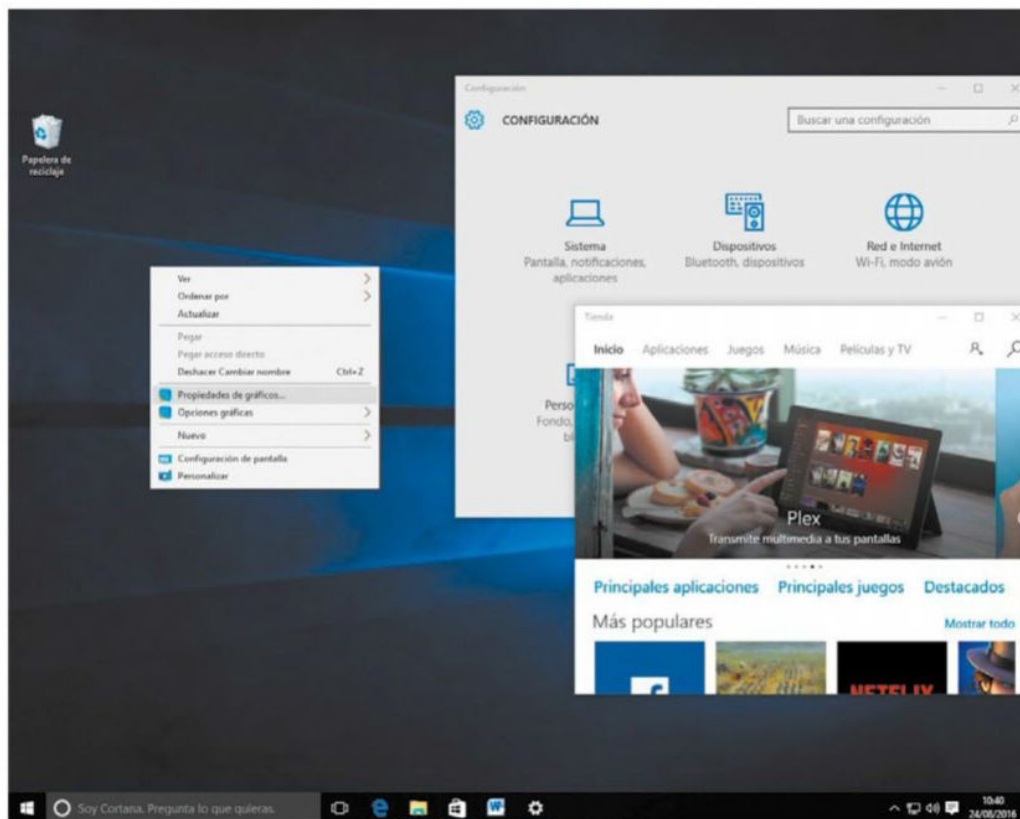 Papelera de
reciclaje
Configuración
CONFIGURACIÓN
Buscar una configuración
Sistema
Pantalla, notificaciones,
aplicaciones
Dispositivos
Bluetooth, dispositivos
Red e Internet
Wi-Fi, modo avión
Perso
Fondo,
bl
Ver
Ordenar por
Actualizar
Pegar
Pegar acceso directo
Deshacer Cambiar nombre Ctrl+Z
Propiedades de gráficos...
Opciones gráficas
Nuevo
Configuración de pantalla
Personalizar
Tienda
Inicio Aplicaciones Juegos Música Películas y TV
Plex
Transmite multimedia a tus pantallas
Principales aplicaciones Principales juegos Destacados
Más populares Mostrar todo
NETFLIX
Soy Cortana. Pregunta lo que quieras.
10:40
24/08/2016